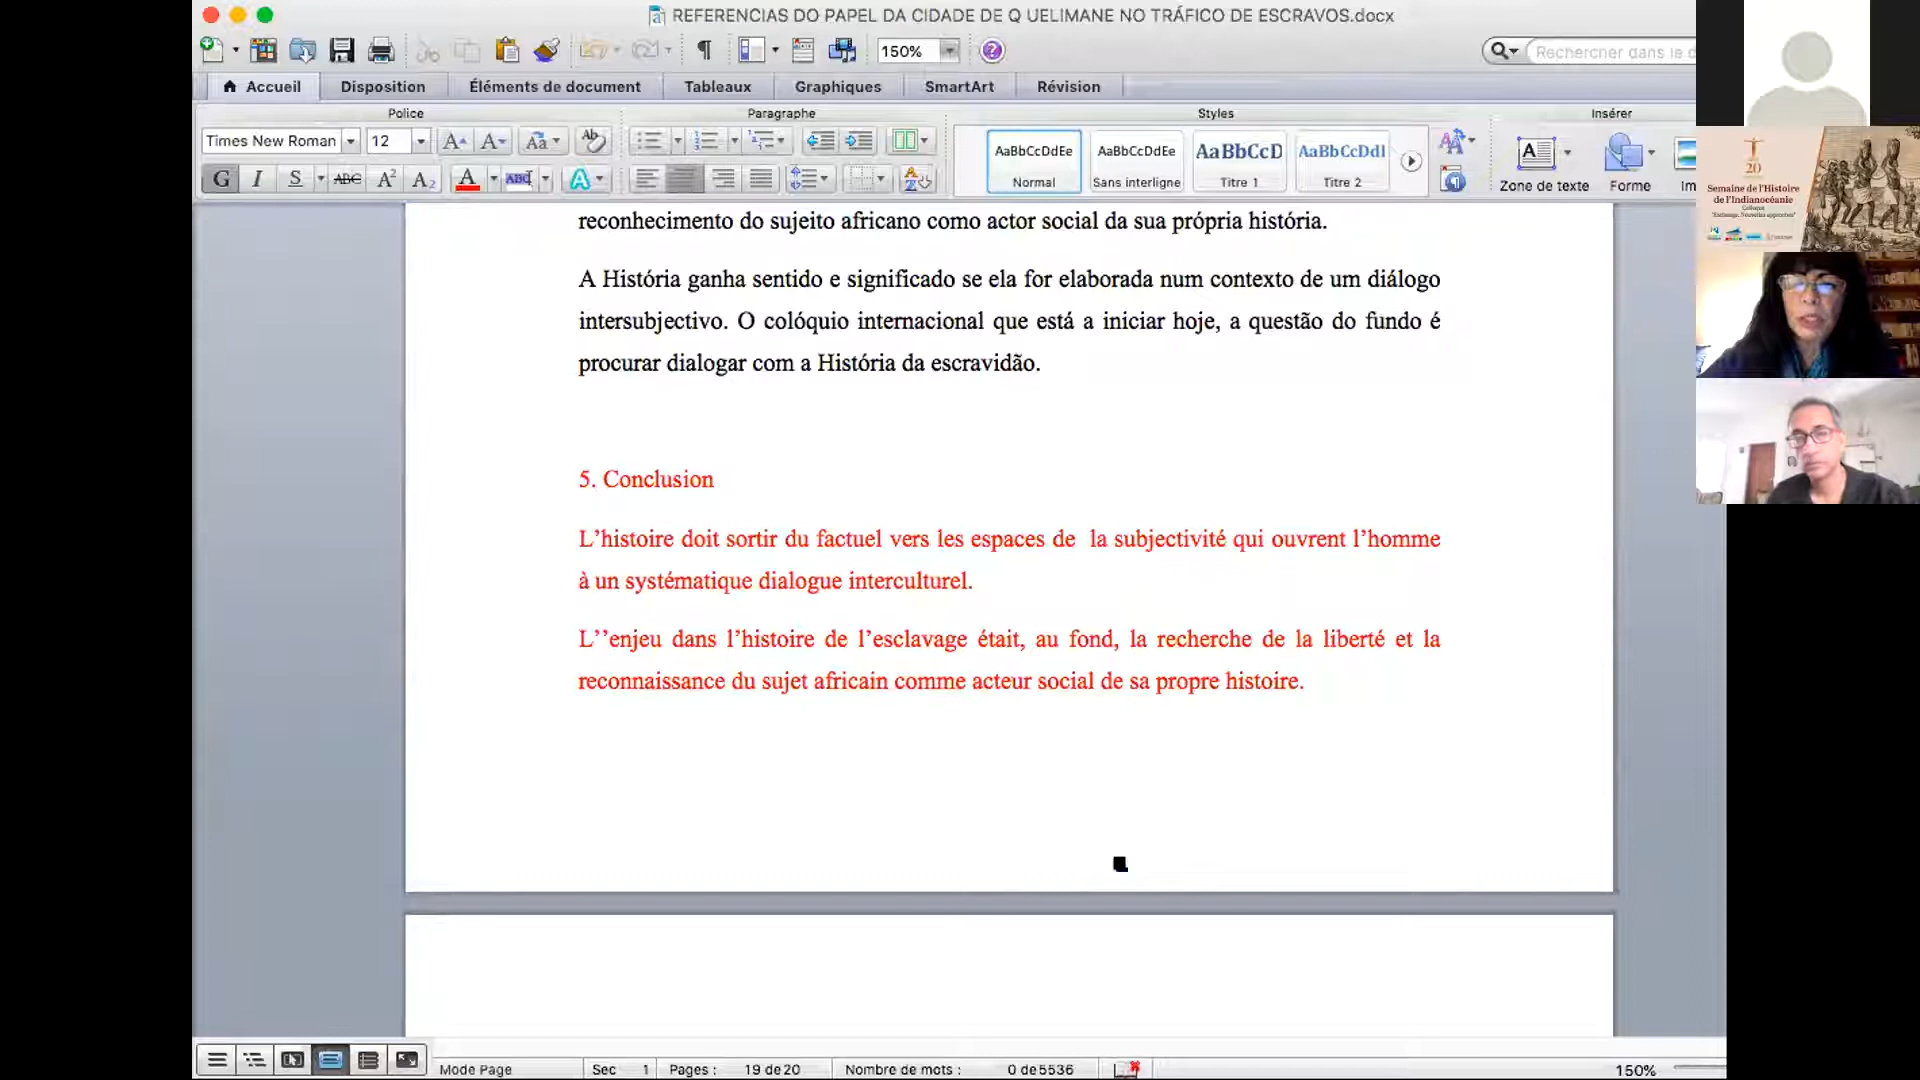 REFERENCIAS DO PAPEL DA CIDADE DE Q UELIMANE NO TRÁFICO DE ESCRAVOS.docx
150%
Rechercher dans le d
Accueil
Disposition
Éléments de document
Tableaux
Graphiques
SmartArt
Révision
Police
Paragraphe
Styles
Insérer
Times New Roman
12
AaBbCcDdEe
AaBbCcDdEe
AaBbCcD
AaBbCcDdI
Normal
Sans interligne
Titre 1
Titre 2
Zone de texte
Forme
Im
G I S ABC A2 A2
20
Semaine de l'Histoire
de l'Indianocéanie
reconhecimento do sujeito africano como actor social da sua própria história.
A História ganha sentido e significado se ela for elaborada num contexto de um diálogo
intersubjectivo. O colóquio internacional que está a iniciar hoje, a questão do fundo é
procurar dialogar com a História da escravidão.
5. Conclusion
L’histoire doit sortir du factuel vers les espaces de  la subjectivité qui ouvrent l’homme
à un systématique dialogue interculturel.
L’’enjeu dans l’histoire de l’esclavage était, au fond, la recherche de la liberté et la
reconnaissance du sujet africain comme acteur social de sa propre histoire.
Mode Page
Sec 1
Pages : 19 de 20
Nombre de mots : 0 de 5536
150%